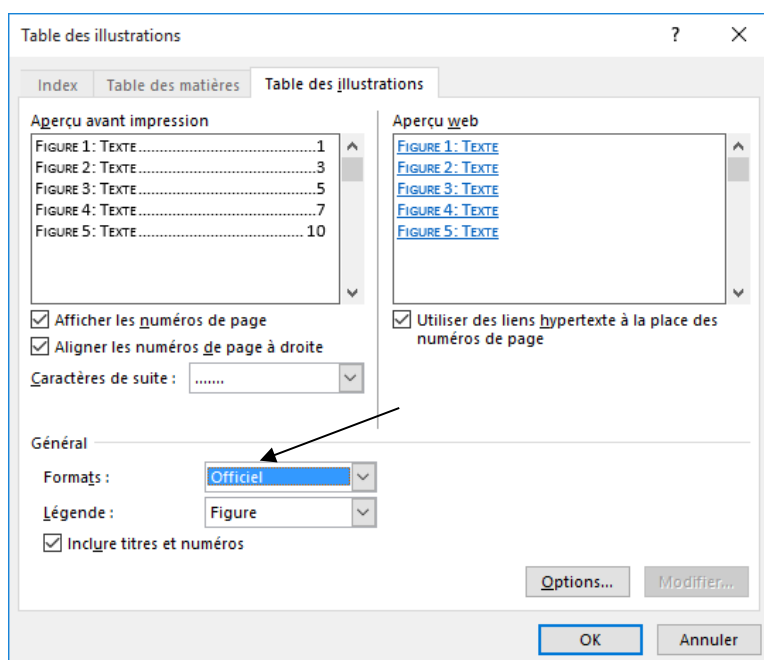 Table des illustrations ? ×
Index Table des matières Table des illustrations
Aperçu avant impression
FIGURE 1: TEXTE.......................................1
FIGURE 2: TEXTE.......................................3
FIGURE 3: TEXTE.......................................5
FIGURE 4: TEXTE.......................................7
FIGURE 5: TEXTE.....................................10
Aperçu web
FIGURE 1: TEXTE
FIGURE 2: TEXTE
FIGURE 3: TEXTE
FIGURE 4: TEXTE
FIGURE 5: TEXTE
Afficher les numéros de page
Aligner les numéros de page à droite
Caractères de suite : .......
Utiliser des liens hypertexte à la place des
numéros de page
Général
Formats : Officiel
Légende : Figure
Inclure titres et numéros
Options... Modifier...
OK Annuler